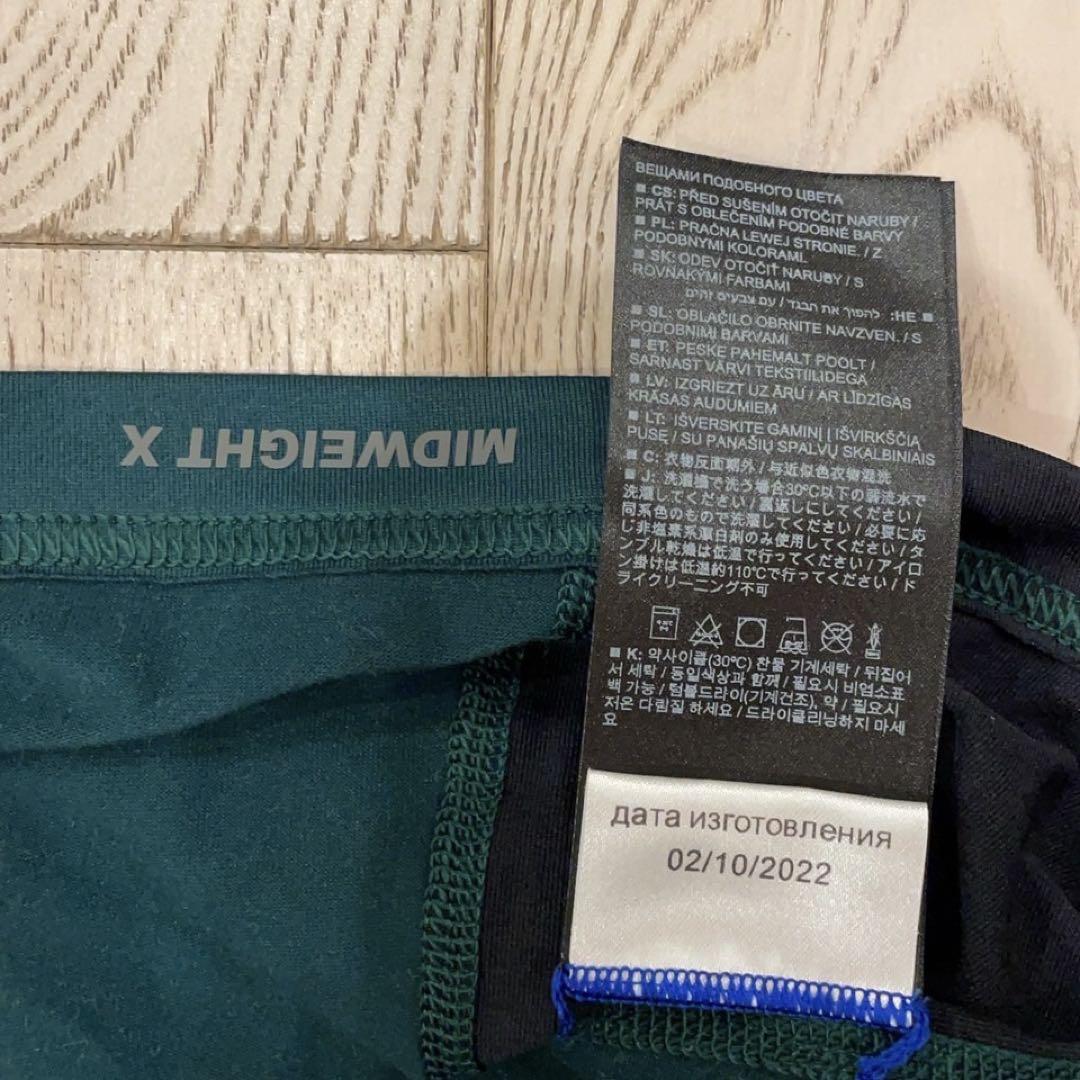 ВЕЩАМИ ПОДОБНОГО ЦВЕТА
■ CS: PŘED SUŠENÍM OTOČIT NARUBY /
PRÁT S OBLEČENÍM PODOBNÉ BARVY
■ PL: PRAĆNA LEWEJ STRONIE. / Z
PODOBNYMI KOLORAMI.
■ SK: ODEV OTOČIŤ NARUBY / S
ROVNAKÝMI FARBAMI
■ HE: להפוך את הבגד / עם צבעים זהים
■ SL: OBLAČILO OBRNITE NAVZVEN. / S
PODOBNIMI BARVAMI
■ ET: PESKE PAHEMALT POOLT /
SARNAST VÄRVI TEKSTIILIDEGA
■ LV: IZGRIEZT UZ ĀRU / AR LĪDZĪGAS
KRĀSAS AUDUMIEM
■ LT: IŠVERSKITE GAMINĮ Į IŠVIRKŠČIĄ
PUSĘ / SU PANAŠIŲ SPALVŲ SKALBINIAIS
■ C: 衣物反面朝外 / 与近似色衣物混洗
■ J: 洗濯機で洗う場合30℃以下の弱流水で
洗濯してください / 裏返しにしてください /
同系色のもので洗濯してください / 必要に応
じ非塩素系漂白剤のみ使用してください / タ
ンブル乾燥は低温で行ってください / アイロ
ン掛けは低温約110℃で行ってください / ド
ライクリーニング不可
■ K: 약사이클(30℃) 찬물 기계세탁 / 뒤집어
서 세탁 / 동일색상과 함께 / 필요시 비염소표
백 가능 / 텀블드라이(기계건조), 약 / 필요시
저온 다림질 하세요 / 드라이클리닝하지 마세
요
дата изготовления
02/10/2022
MIDWEIGHT X